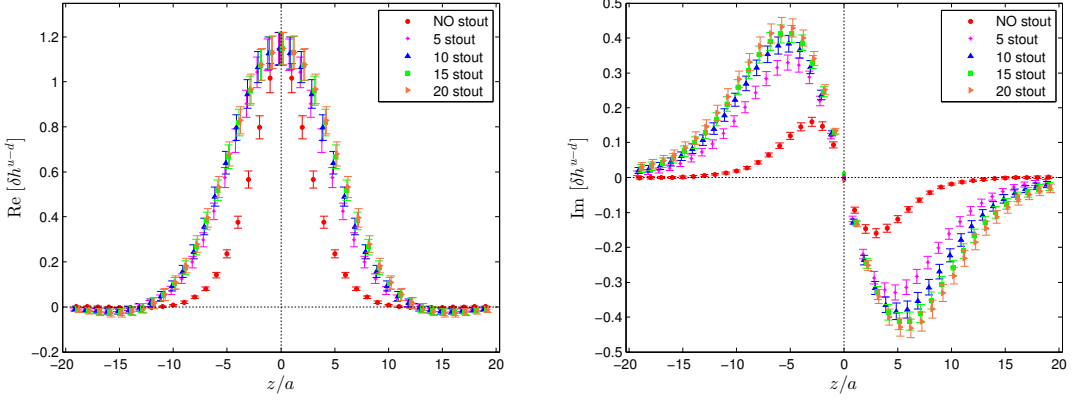 Re [δh^{u−d}]
1.2
1
0.8
0.6
0.4
0.2
0
−0.2
−20 −15 −10 −5 0 5 10 15 20
z/a
NO stout
5 stout
10 stout
15 stout
20 stout
Im [δh^{u−d}]
0.5
0.4
0.3
0.2
0.1
0
−0.1
−0.2
−0.3
−0.4
−0.5
−20 −15 −10 −5 0 5 10 15 20
z/a
NO stout
5 stout
10 stout
15 stout
20 stout